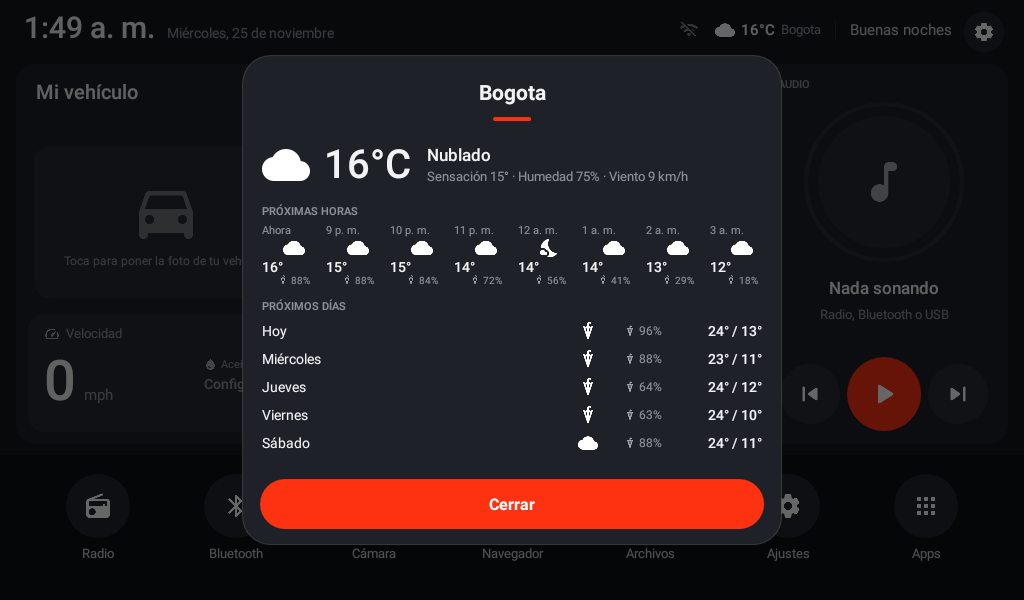 1:49 a. m. Miércoles, 25 de noviembre
16°C Bogota Buenas noches
Mi vehículo
AUDIO
Bogota
16°C Nublado
Sensación 15° · Humedad 75% · Viento 9 km/h
PRÓXIMAS HORAS
Ahora 9 p. m. 10 p. m. 11 p. m. 12 a. m. 1 a. m. 2 a. m. 3 a. m.
16° 15° 15° 14° 14° 14° 13° 12°
88% 88% 84% 72% 56% 41% 29% 18%
PRÓXIMOS DÍAS
Hoy 96% 24° / 13°
Miércoles 88% 23° / 11°
Jueves 64% 24° / 12°
Viernes 63% 24° / 10°
Sábado 88% 24° / 11°
Cerrar
Toca para poner la foto de tu
Velocidad
0 mph
Nada sonando
Radio, Bluetooth o USB
Radio Bluetooth Cámara Navegador Archivos Ajustes Apps